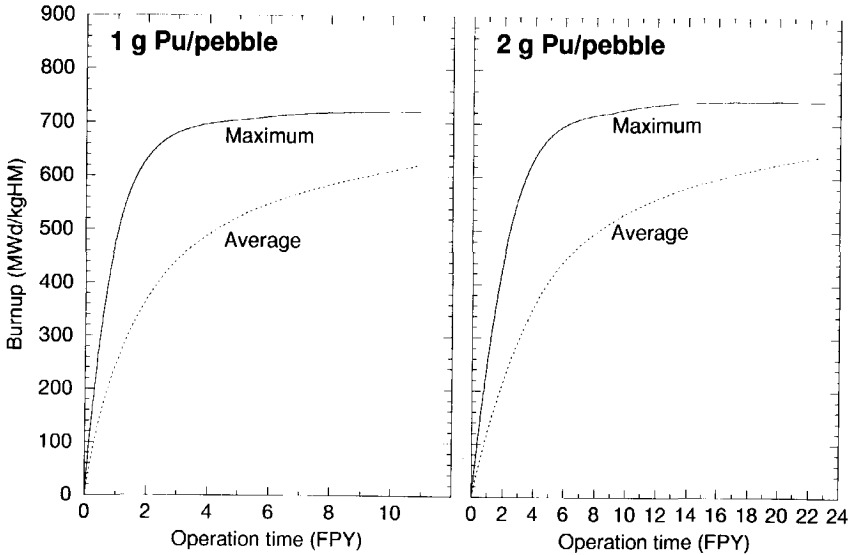 900
800
700
600
500
400
300
200
100
0
Burnup (MWd/kgHM)
1 g Pu/pebble
Maximum
Average
0 2 4 6 8 10
Operation time (FPY)
2 g Pu/pebble
Maximum
Average
0 2 4 6 8 10 12 14 16 18 20 22 24
Operation time (FPY)